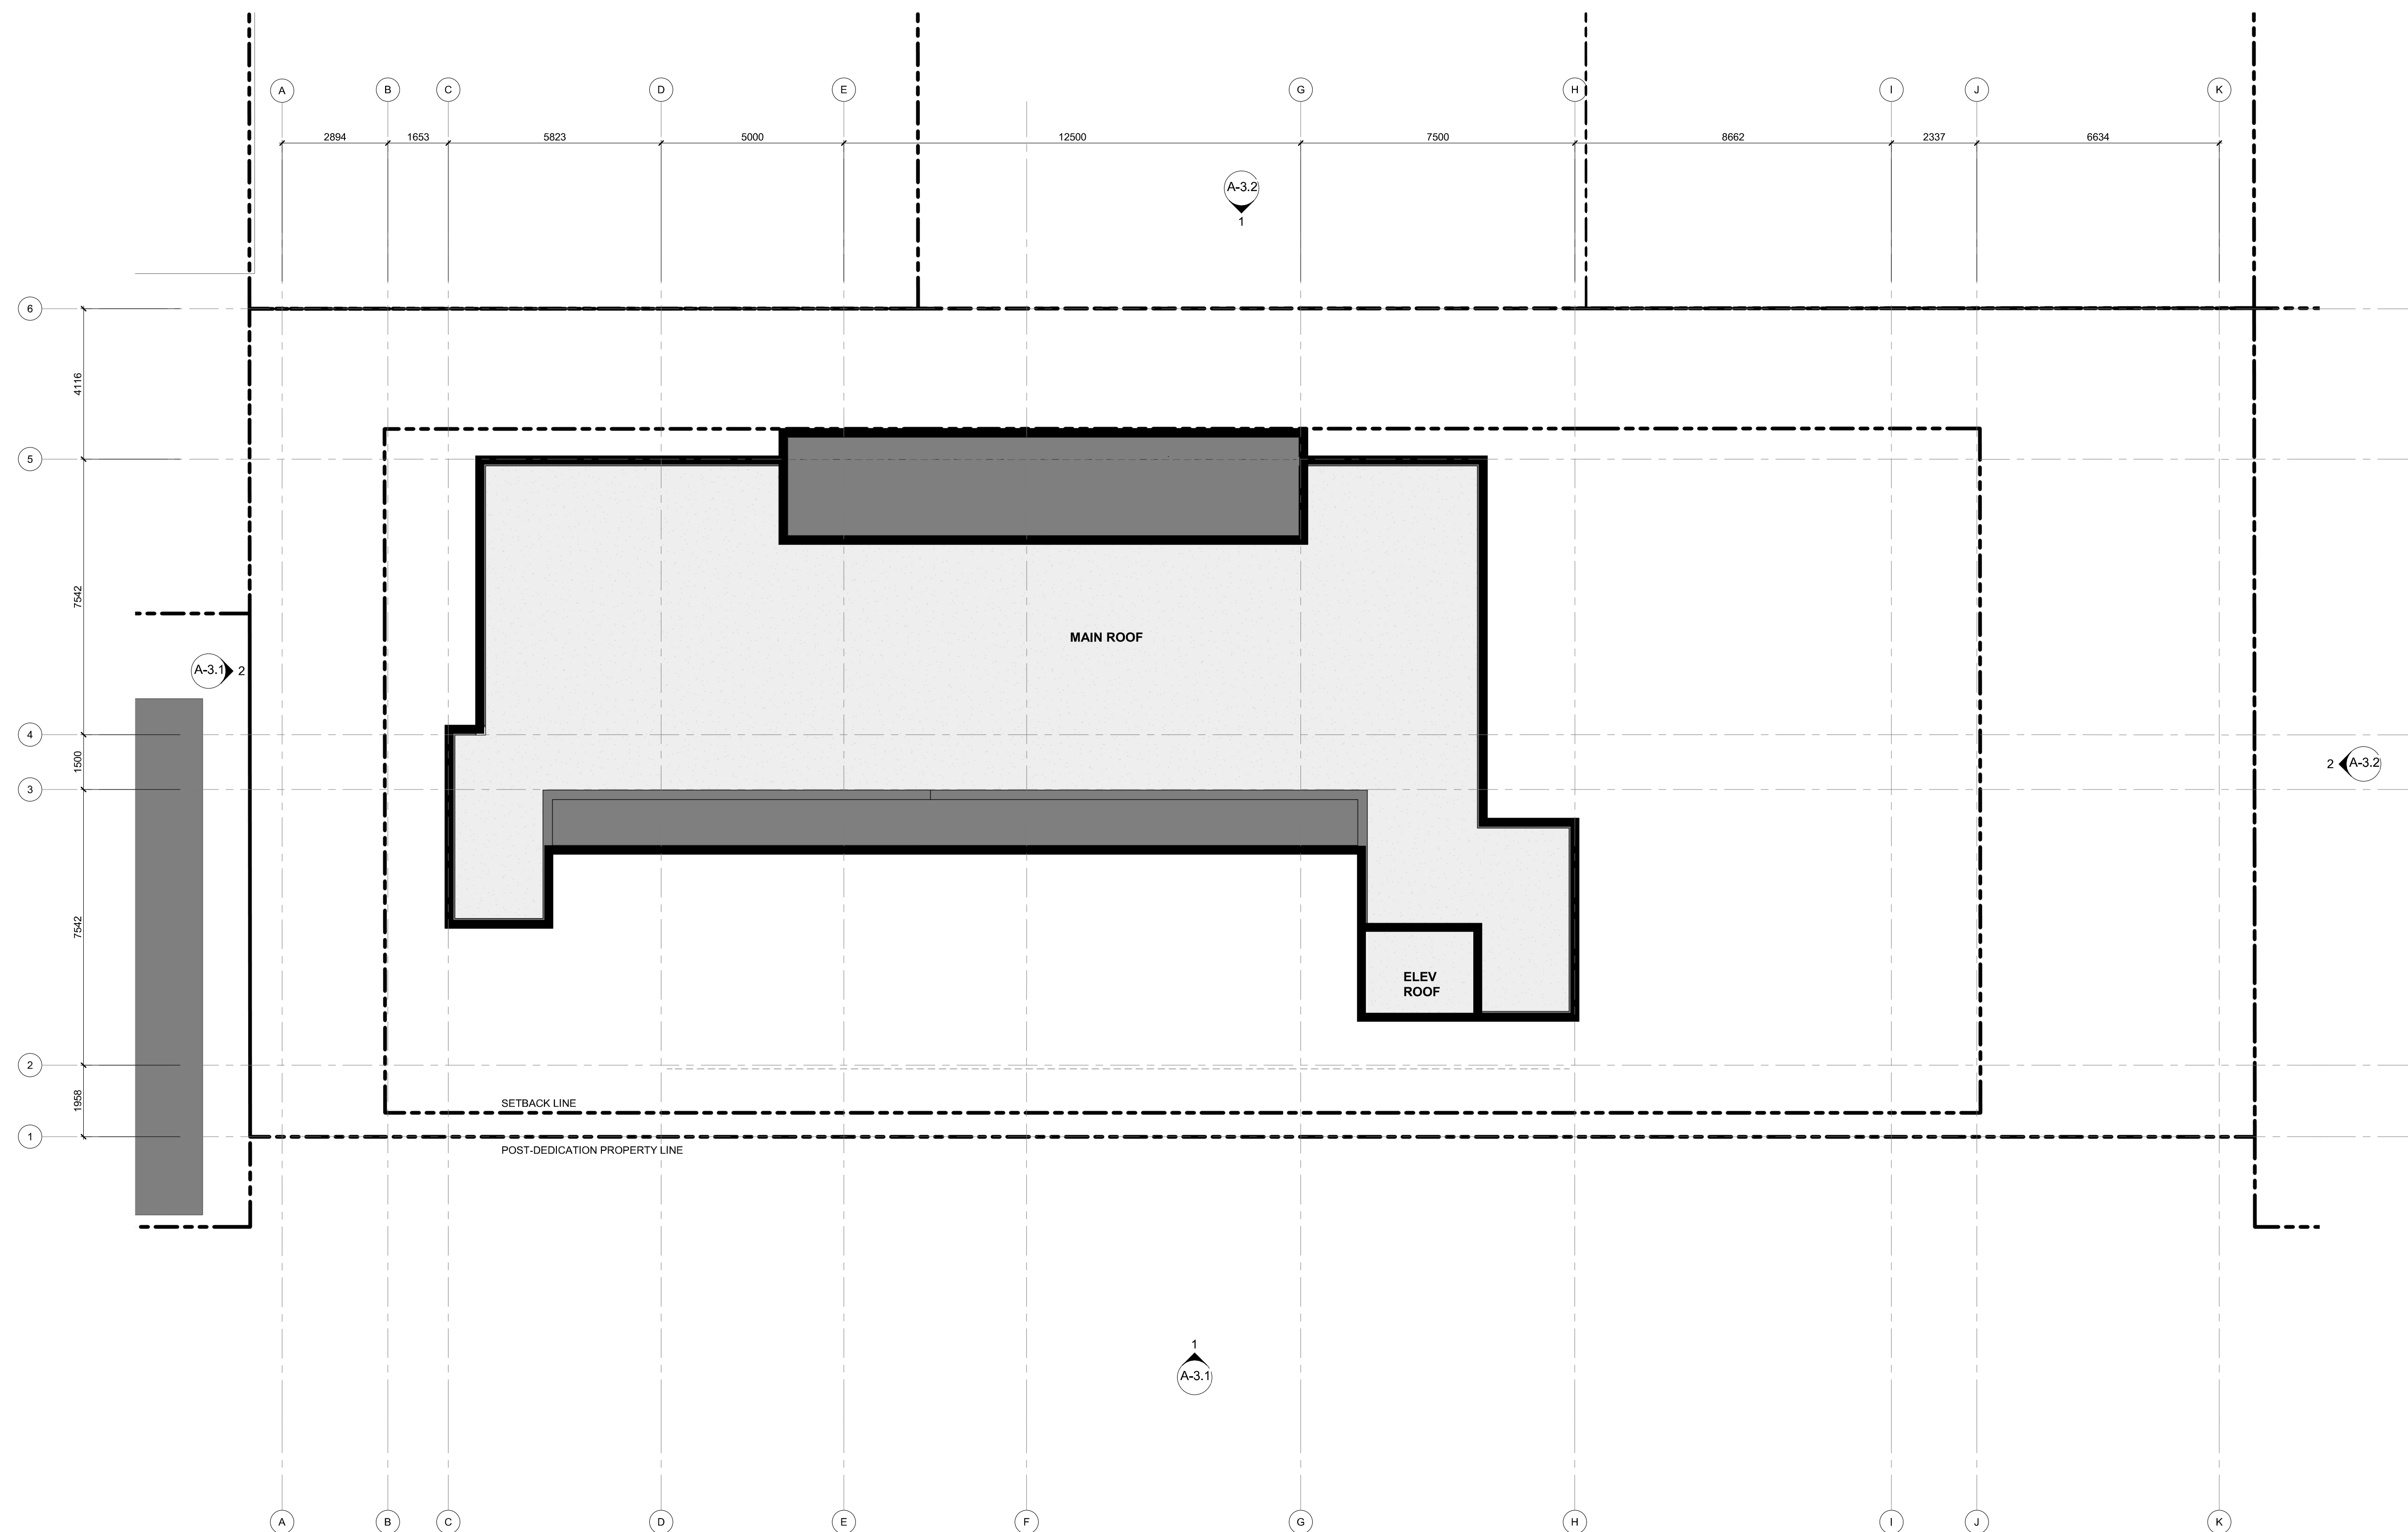 A B C D E G H I J K
2894 1653 5823 5000 12500 7500 8662 2337 6634
A-3.2
1
6
4116
5
7542
MAIN ROOF
A-3.1 2
4
1500
2 A-3.2
3
7542
ELEV
ROOF
2
1958
SETBACK LINE
1
POST-DEDICATION PROPERTY LINE
1
A-3.1
A B C D E F G H I J K